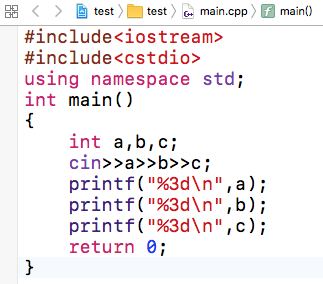 test test main.cpp main()
#include<iostream>
#include<cstdio>
using namespace std;
int main()
{
    int a,b,c;
    cin>>a>>b>>c;
    printf("%3d\n",a);
    printf("%3d\n",b);
    printf("%3d\n",c);
    return 0;
}